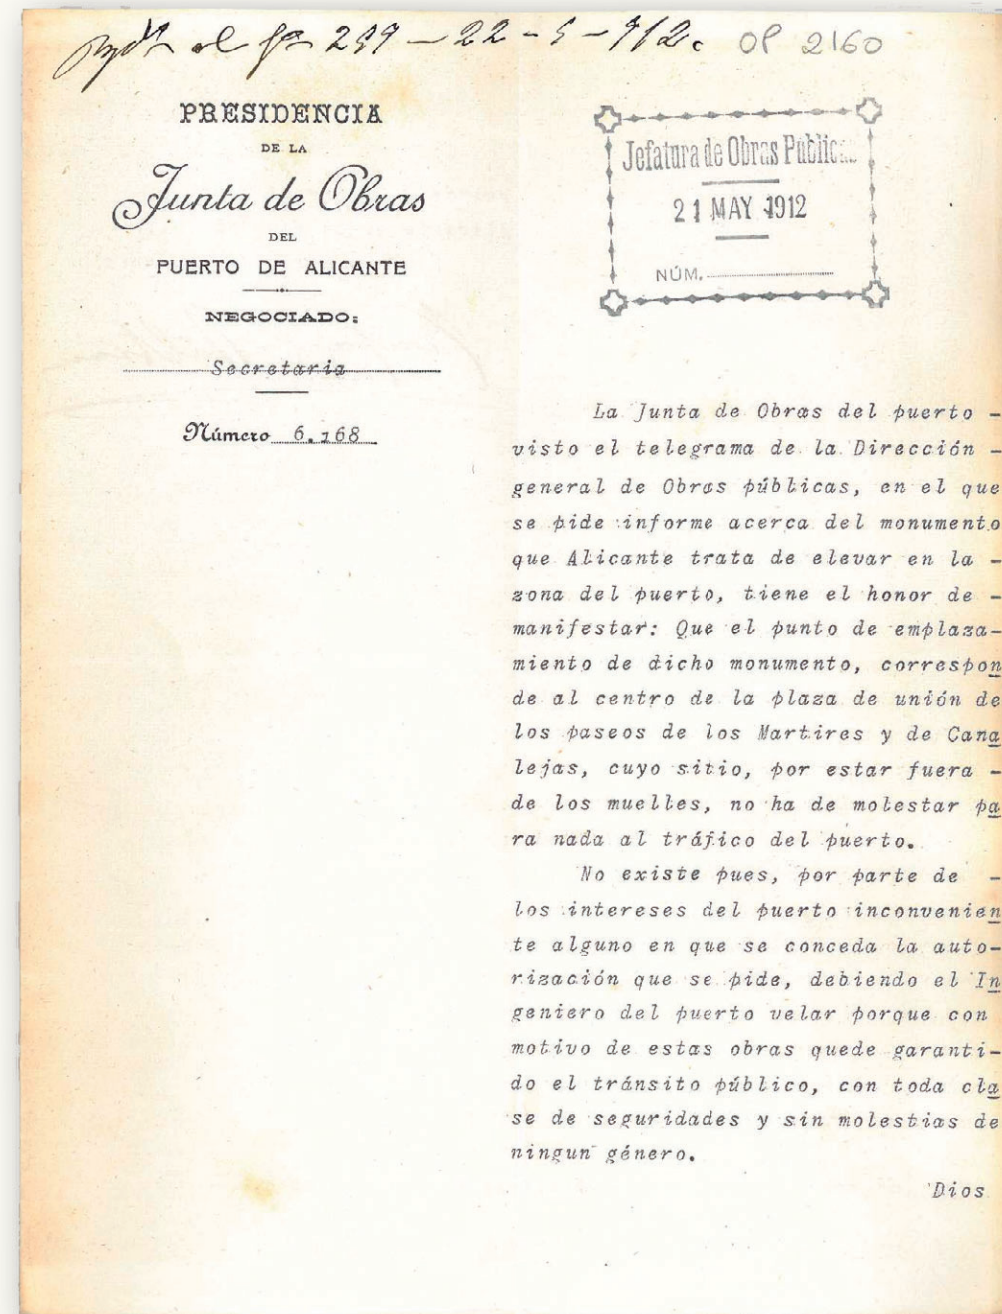 al fº 299 - 22 - 5 - 912. OP 2160
PRESIDENCIA
DE LA
Junta de Obras
DEL
PUERTO DE ALICANTE
NEGOCIADO:
Secretaria
Número 6.168
Jefatura de Obras Públic
21 MAY 1912
NÚM.
La Junta de Obras del puerto -
visto el telegrama de la Dirección -
general de Obras públicas, en el que
se pide informe acerca del monumento
que Alicante trata de elevar en la -
zona del puerto, tiene el honor de -
manifestar: Que el punto de emplaza-
miento de dicho monumento, correspon
de al centro de la plaza de unión de
los paseos de los Martires y de Cana
lejas, cuyo sitio, por estar fuera -
de los muelles, no ha de molestar pa
ra nada al tráfico del puerto.
No existe pues, por parte de -
los intereses del puerto inconvenien
te alguno en que se conceda la auto-
rización que se pide, debiendo el In
geniero del puerto velar porque con
motivo de estas obras quede garanti-
do el tránsito público, con toda cla
se de seguridades y sin molestias de
ningun género.
Dios